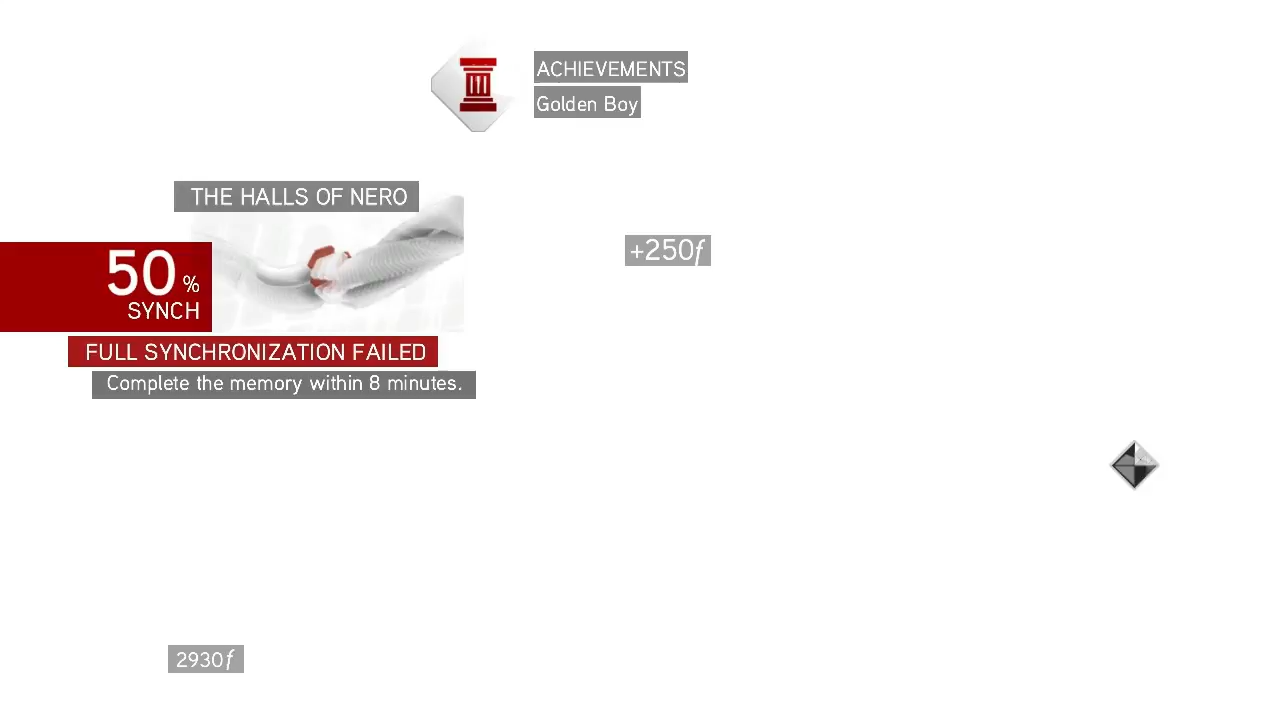 ACHIEVEMENTS
Golden Boy
THE HALLS OF NERO
50 %
SYNCH
+250ƒ
FULL SYNCHRONIZATION FAILED
Complete the memory within 8 minutes.
2930ƒ